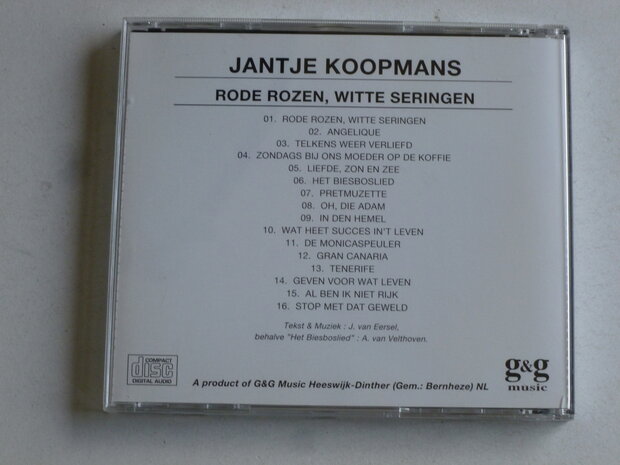 JANTJE KOOPMANS
RODE ROZEN, WITTE SERINGEN
01. RODE ROZEN, WITTE SERINGEN
02. ANGELIQUE
03. TELKENS WEER VERLIEFD
04. ZONDAGS BIJ ONS MOEDER OP DE KOFFIE
05. LIEFDE, ZON EN ZEE
06. HET BIESBOSLIED
07. PRETMUZETTE
08. OH, DIE ADAM
09. IN DEN HEMEL
10. WAT HEET SUCCES IN'T LEVEN
11. DE MONICASPEULER
12. GRAN CANARIA
13. TENERIFE
14. GEVEN VOOR WAT LEVEN
15. AL BEN IK NIET RIJK
16. STOP MET DAT GEWELD
Tekst & Muziek : J. van Eersel,
behalve "Het Biesboslied" : A. van Velthoven.
COMPACT
disc
DIGITAL AUDIO
A product of G&G Music Heeswijk-Dinther (Gem.: Bernheze) NL
g&g
music